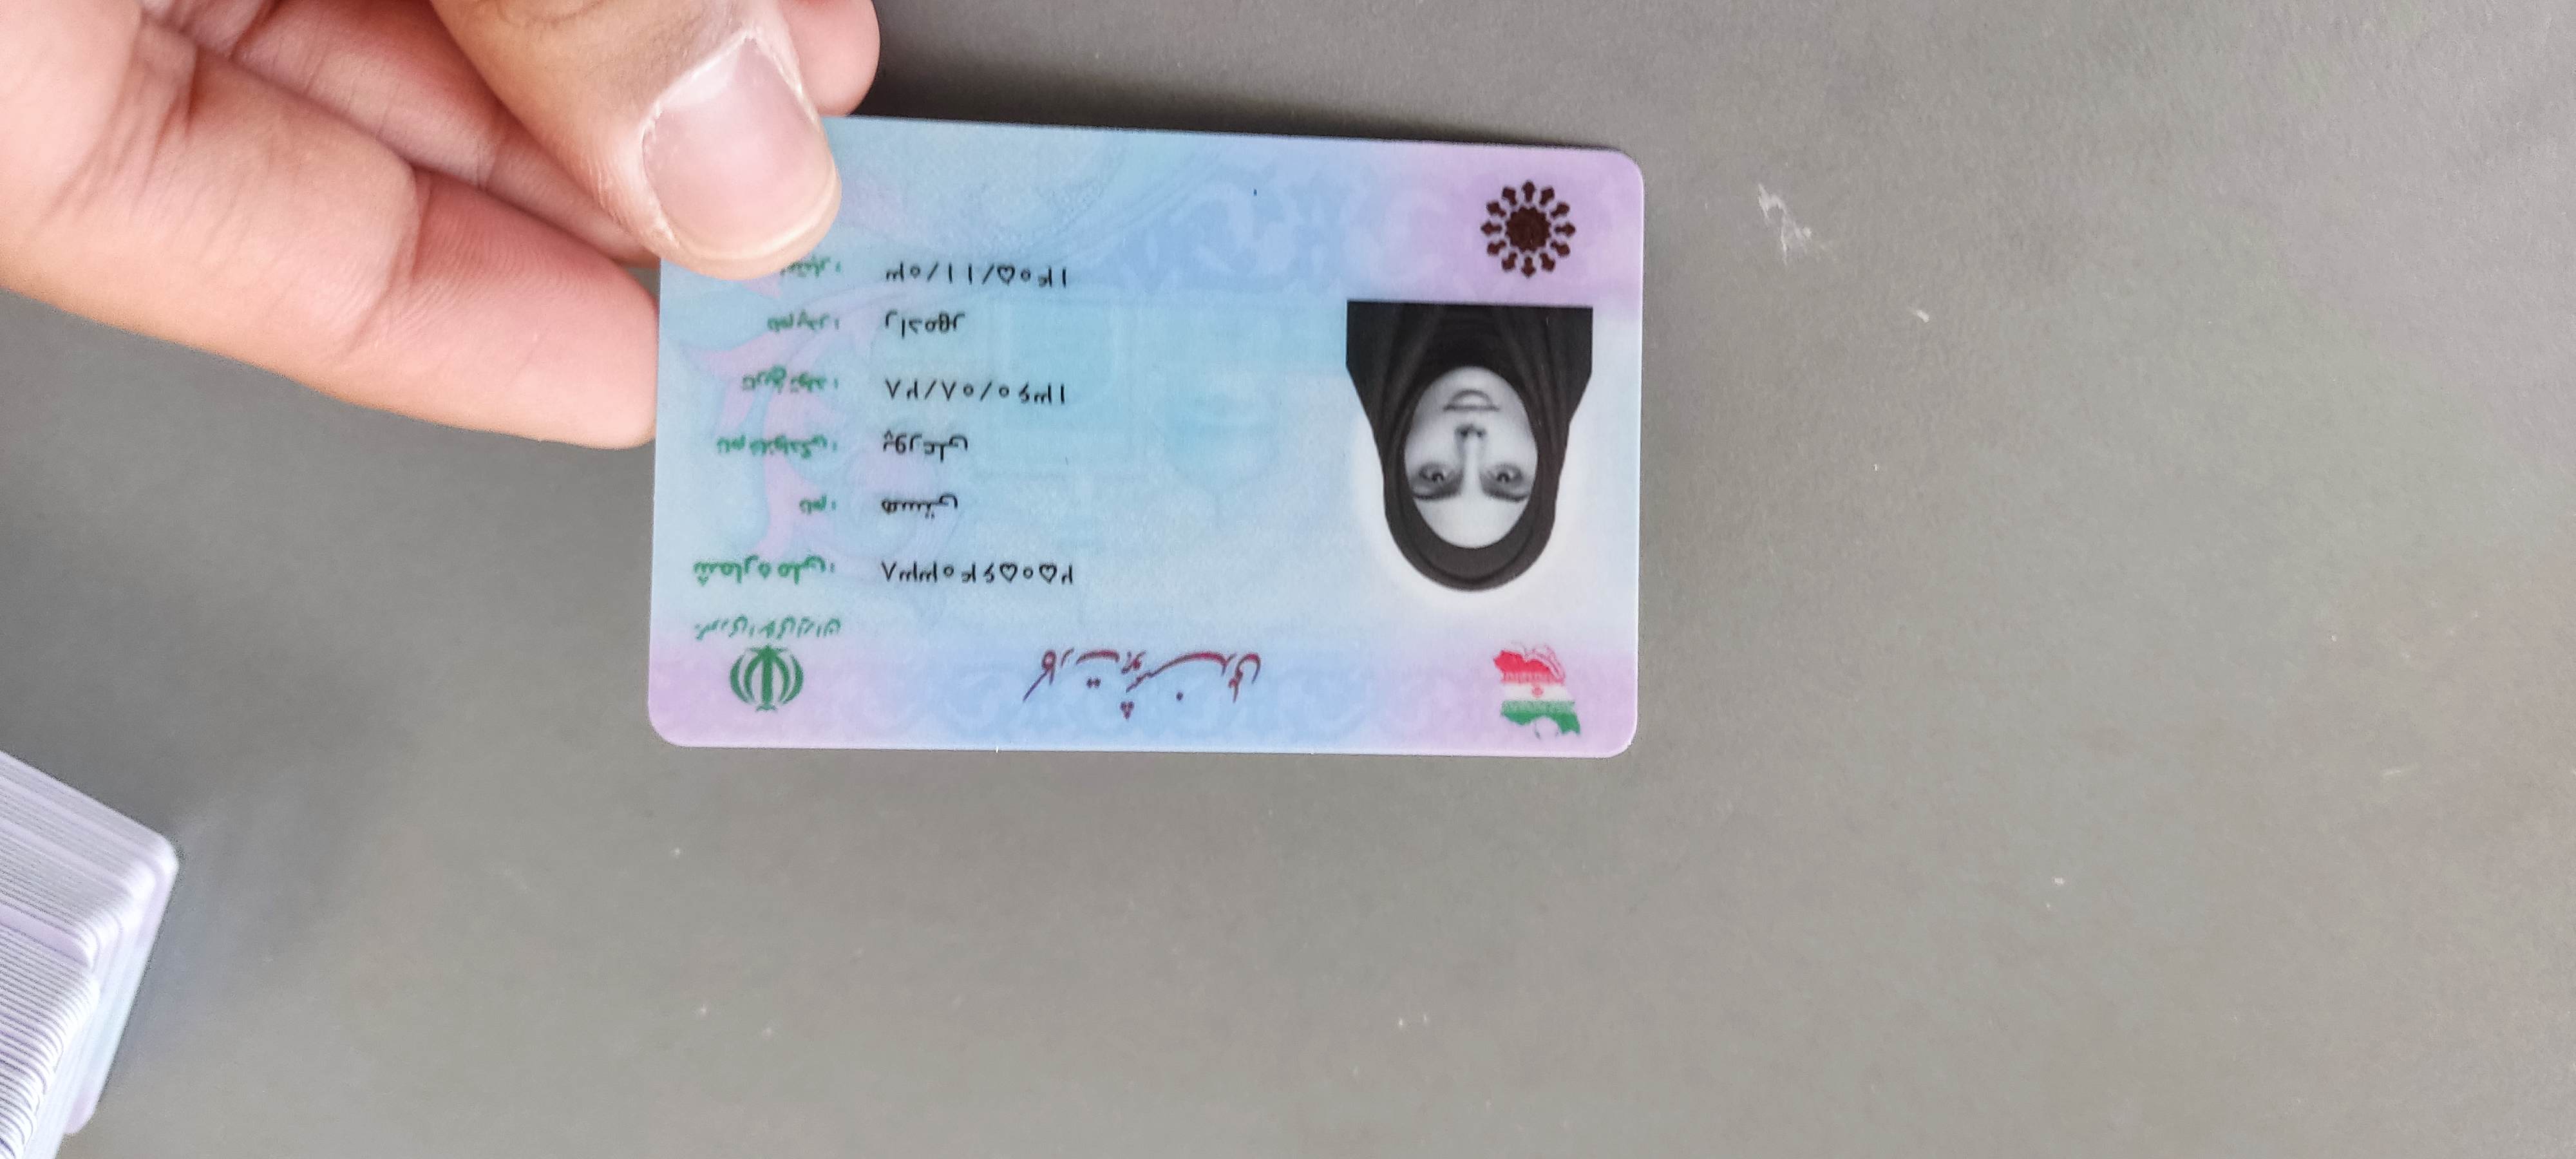 کارت هوشمند ملی
جمهوری اسلامی ایران
شماره ملی: ۲۵۰۵۶۴۰۳۳۸
نام: هستی
نام خانوادگی: پورعلی
تاریخ تولد: ۱۳۶۰/۰۸/۲۸
نام پدر: رادمهر
اعتبار: ۱۴۰۵/۱۱/۰۳